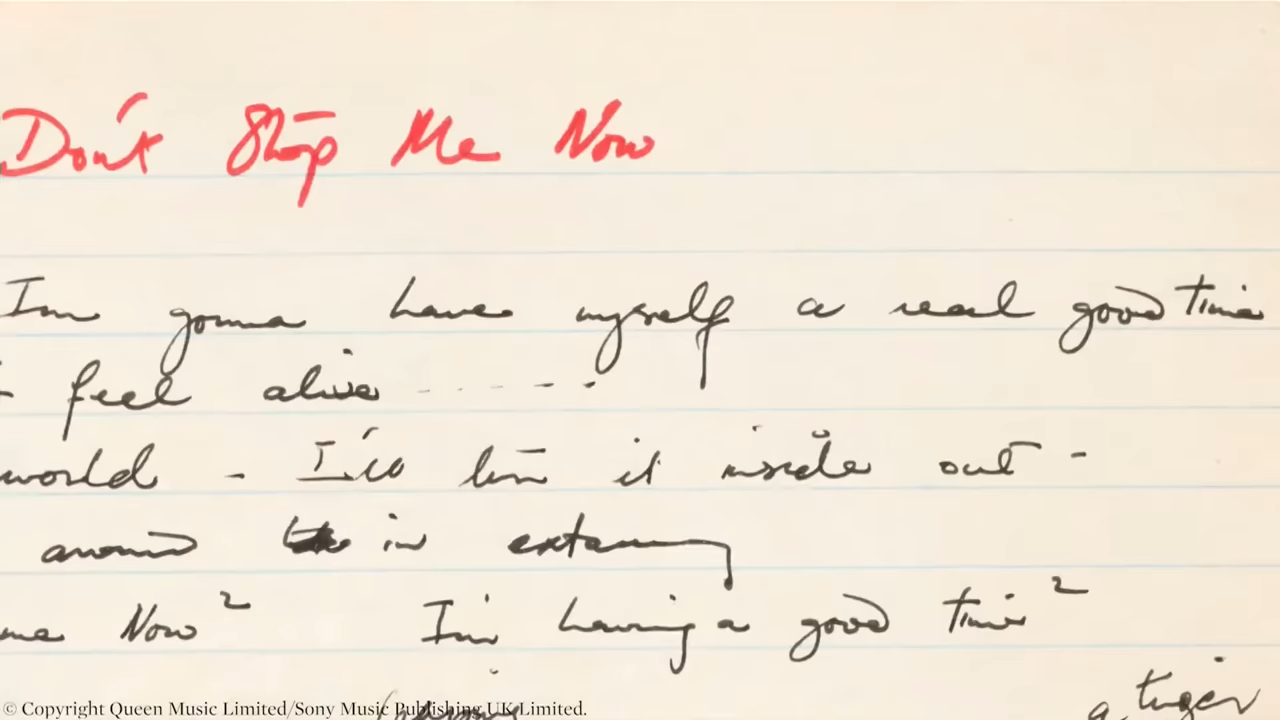 Don't Stop Me Now
I'm gonna have myself a real good time
feel alive - - - - -
world - I'll turn it inside out -
around in extasy
me Now²   I'm having a good time²
a tiger
© Copyright Queen Music Limited/Sony Music Publishing UK Limited.